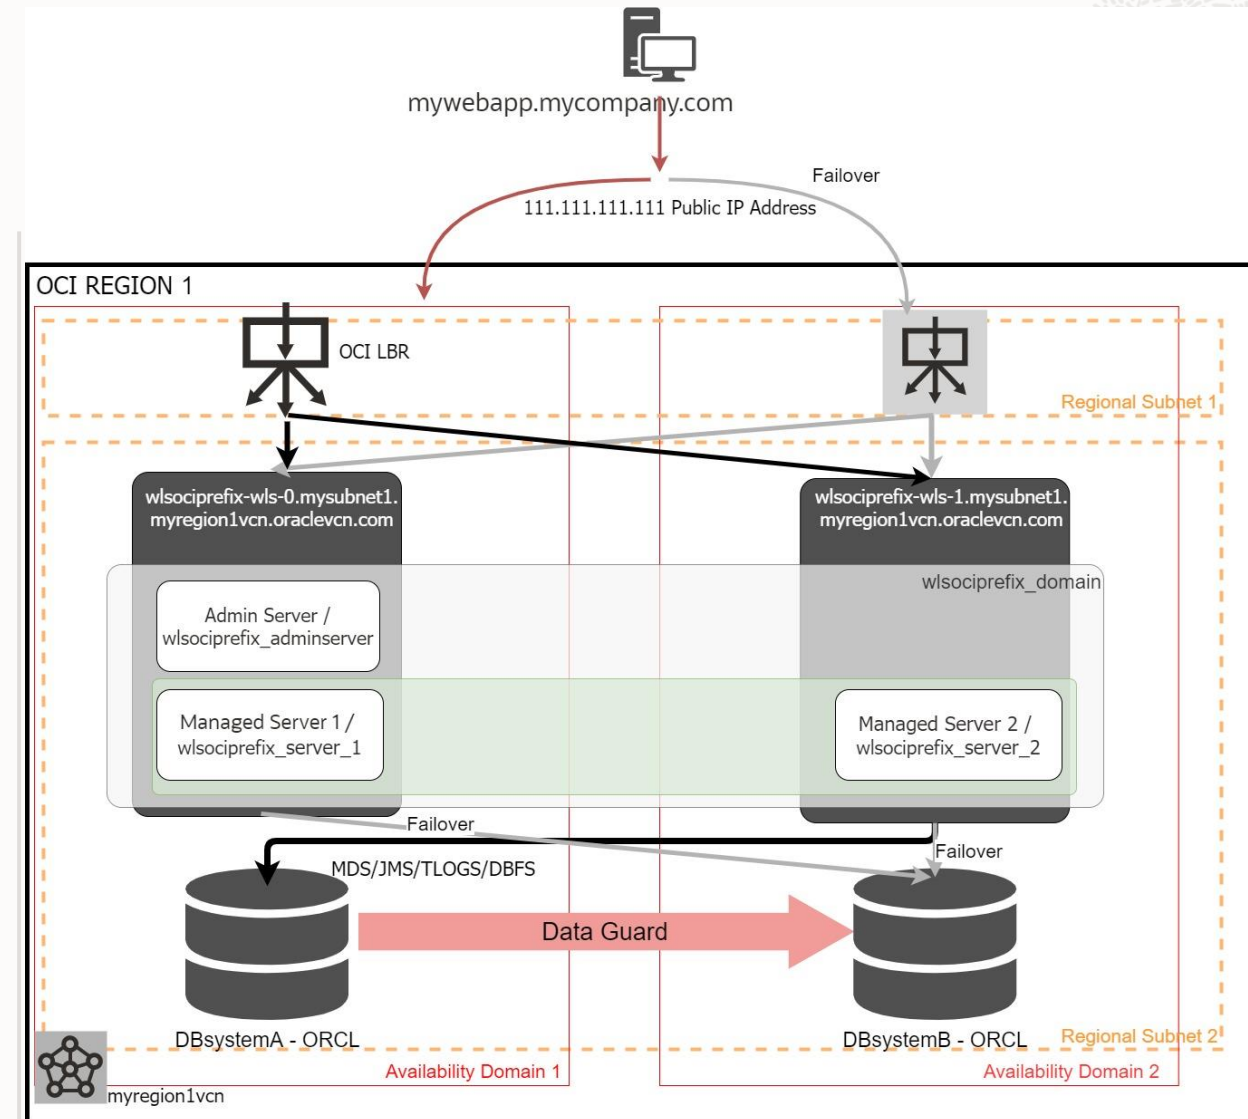 mywebapp.mycompany.com
Failover
111.111.111.111 Public IP Address
OCI REGION 1
OCI LBR
Regional Subnet 1
wlsociprefix-wls-0.mysubnet1.
myregion1vcn.oraclevcn.com
wlsociprefix-wls-1.mysubnet1.
myregion1vcn.oraclevcn.com
wlsociprefix_domain
Admin Server /
wlsociprefix_adminserver
Managed Server 1 /
wlsociprefix_server_1
Managed Server 2 /
wlsociprefix_server_2
Failover
Failover
MDS/JMS/TLOGS/DBFS
Data Guard
DBsystemA - ORCL
DBsystemB - ORCL
Regional Subnet 2
Availability Domain 1
Availability Domain 2
myregion1vcn